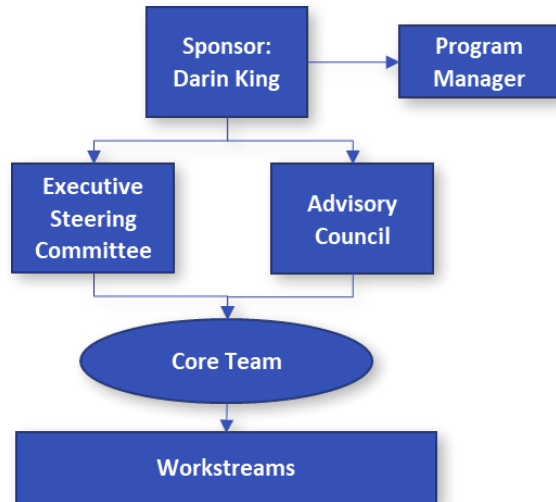 Sponsor:
Darin King
Program
Manager
Executive
Steering
Committee
Advisory
Council
Core Team
Workstreams